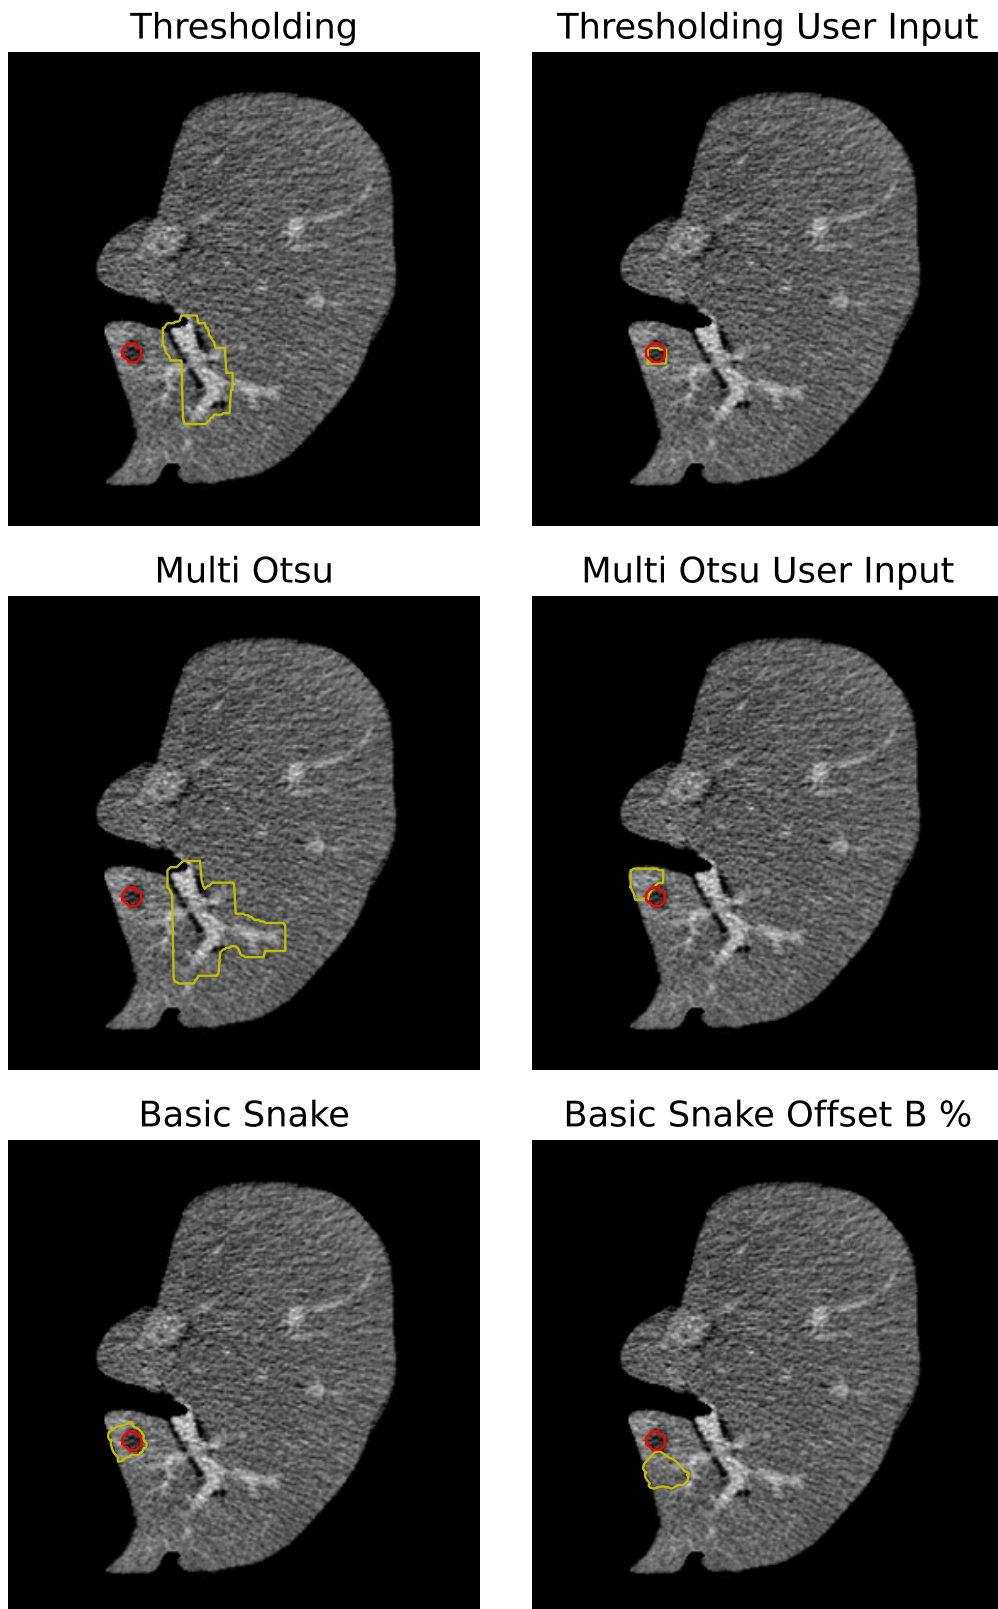 Thresholding
Thresholding User Input
Multi Otsu
Multi Otsu User Input
Basic Snake
Basic Snake Offset B %